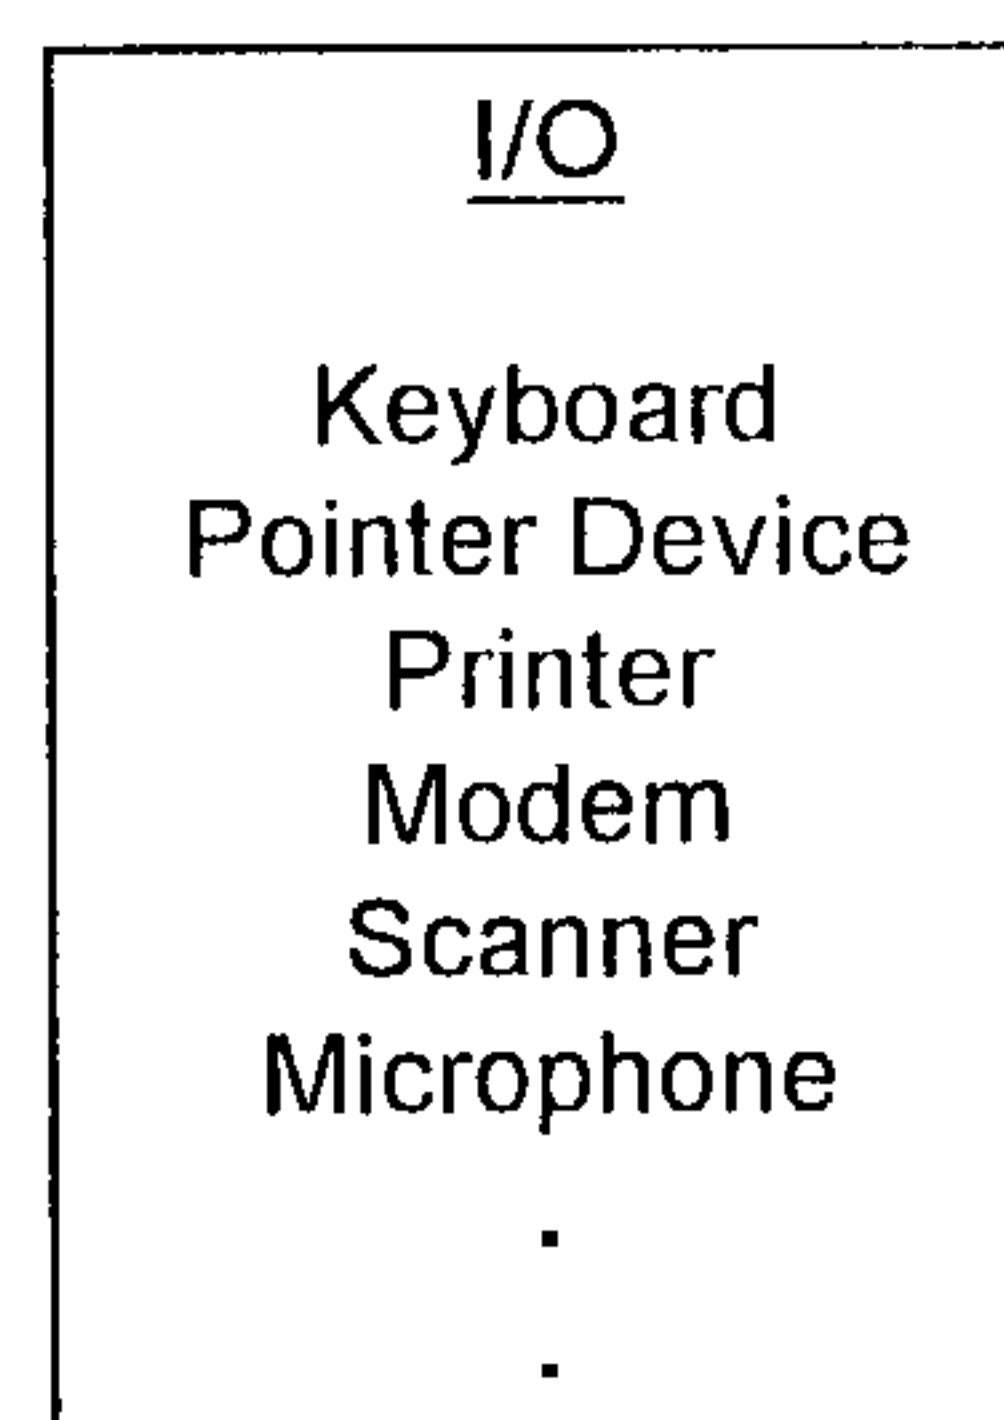 I/O
Keyboard
Pointer Device
Printer
Modem
Scanner
Microphone
.
.